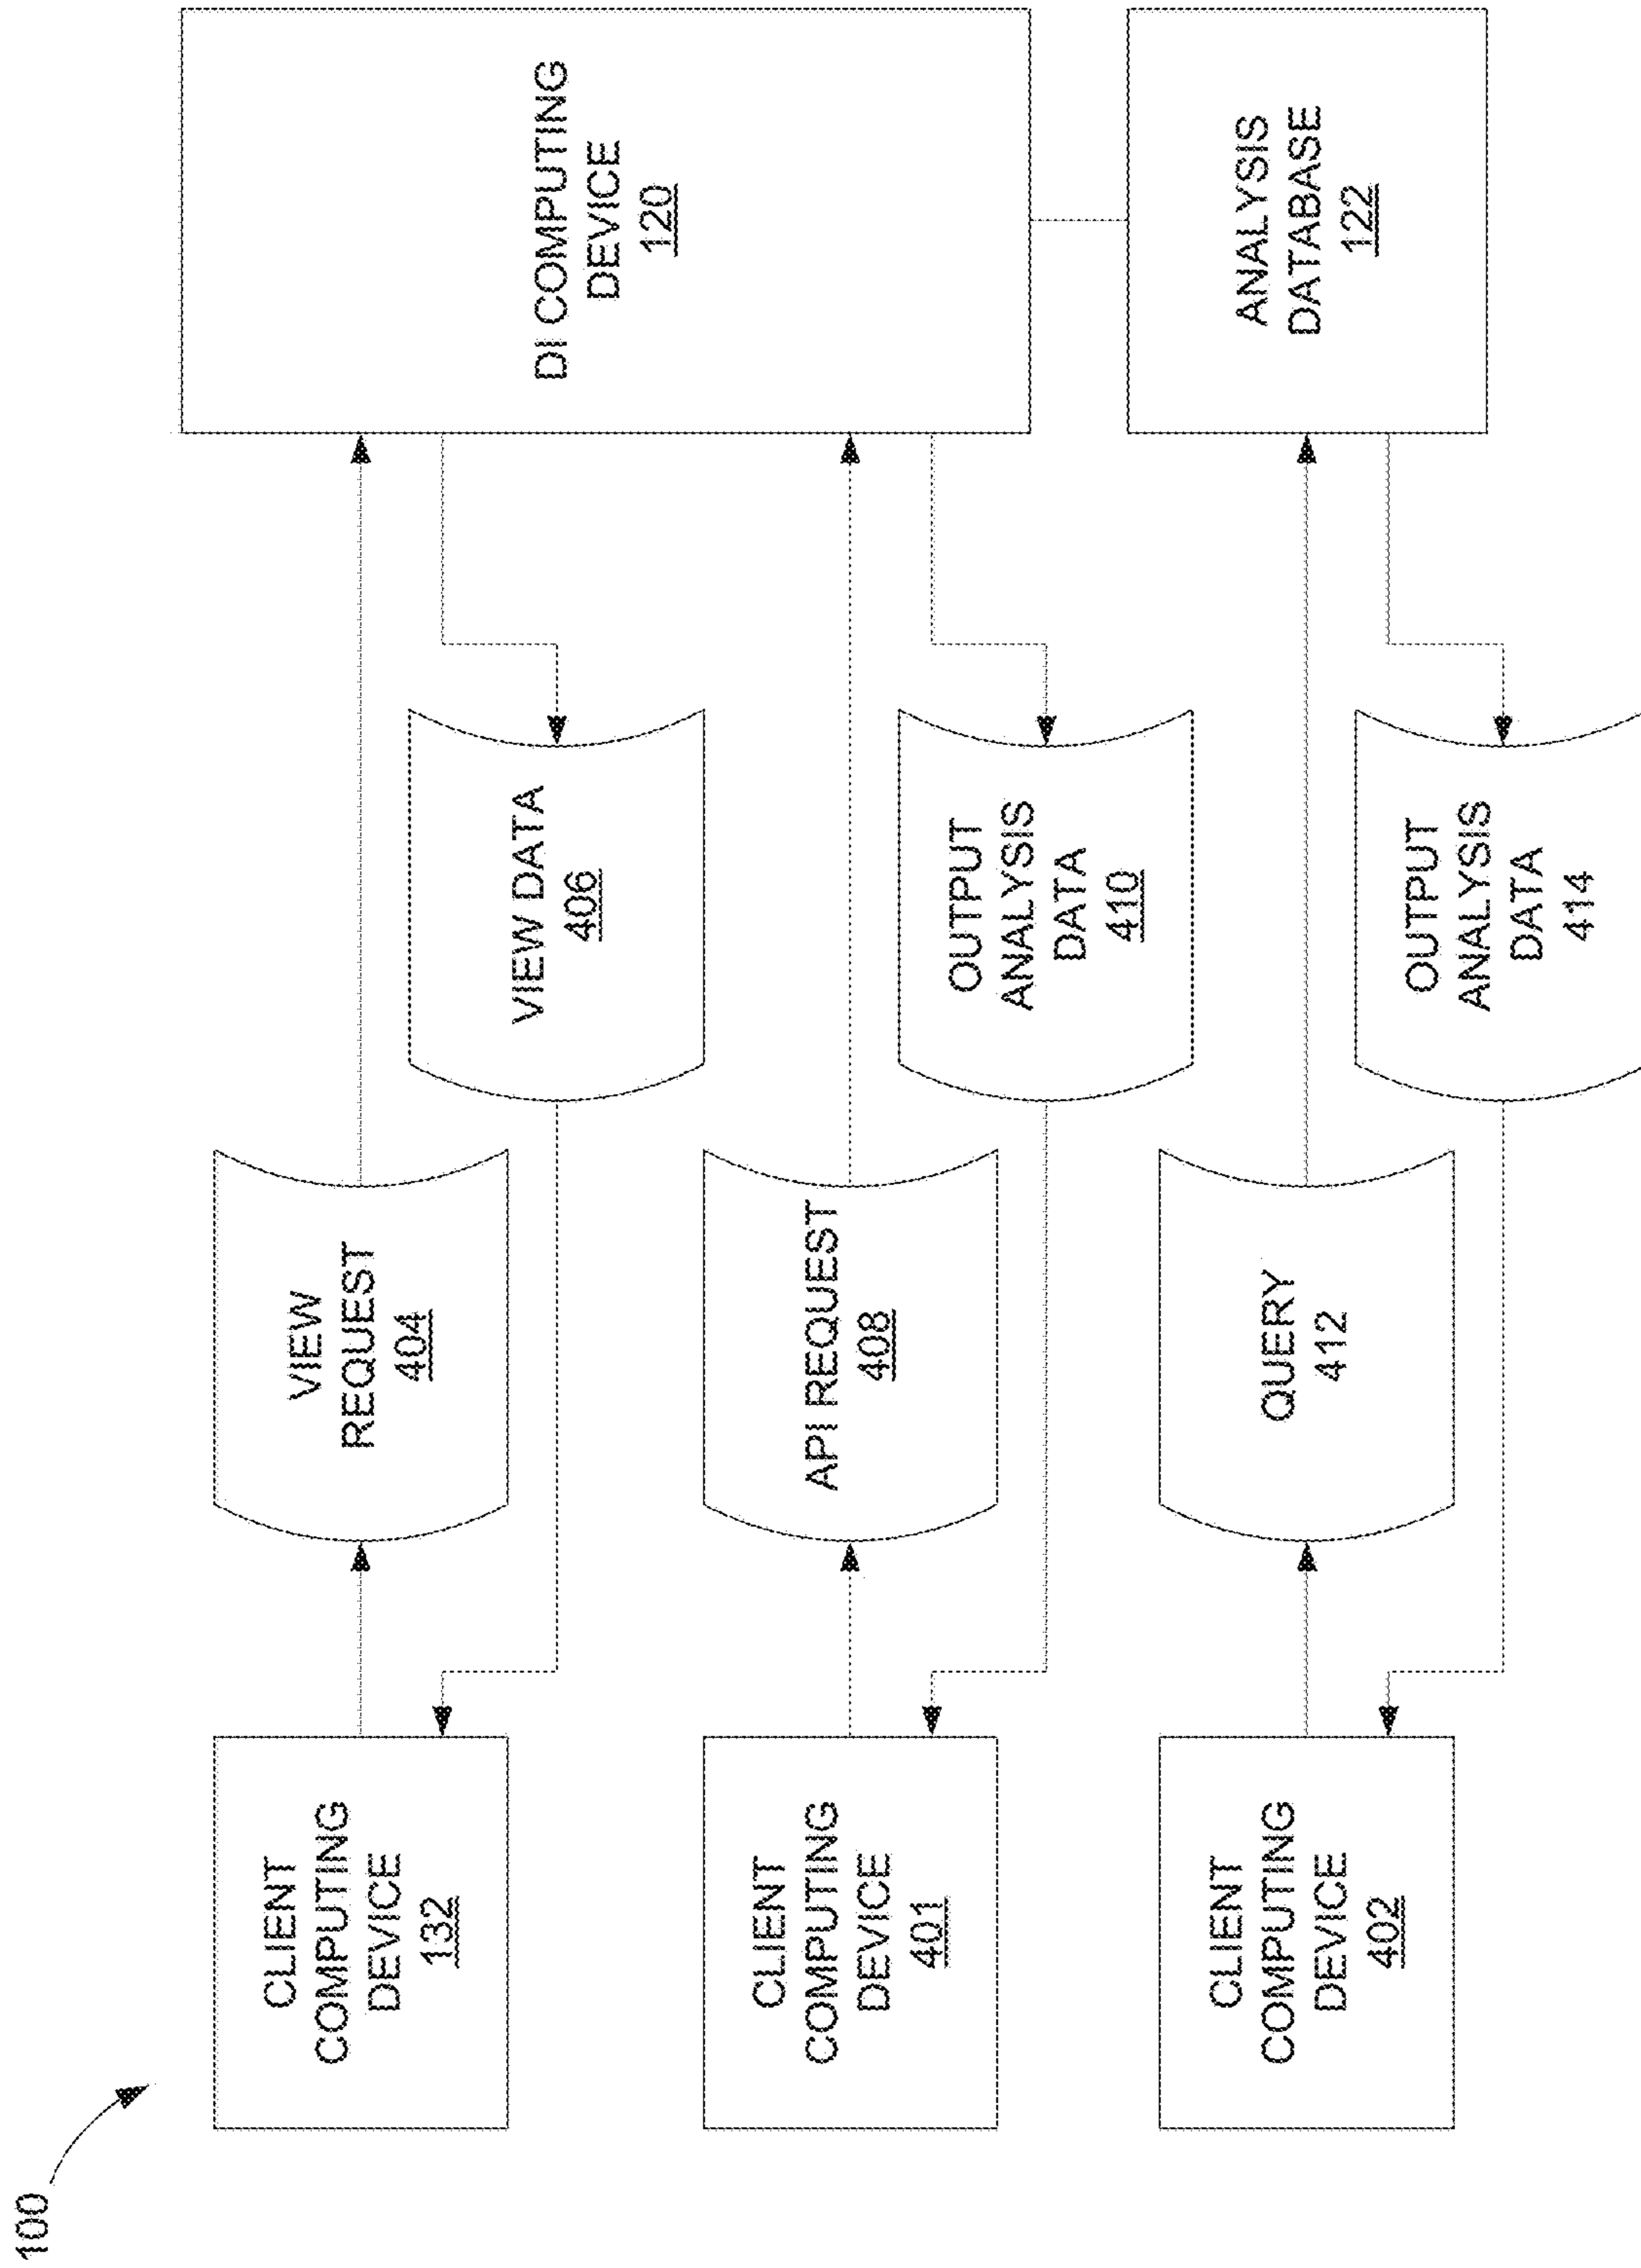 100
CLIENT
COMPUTING
DEVICE
132
VIEW
REQUEST
404
VIEW DATA
406
DI COMPUTING
DEVICE
120
CLIENT
COMPUTING
DEVICE
401
API REQUEST
408
OUTPUT
ANALYSIS
DATA
410
CLIENT
COMPUTING
DEVICE
402
QUERY
412
OUTPUT
ANALYSIS
DATA
414
ANALYSIS
DATABASE
122